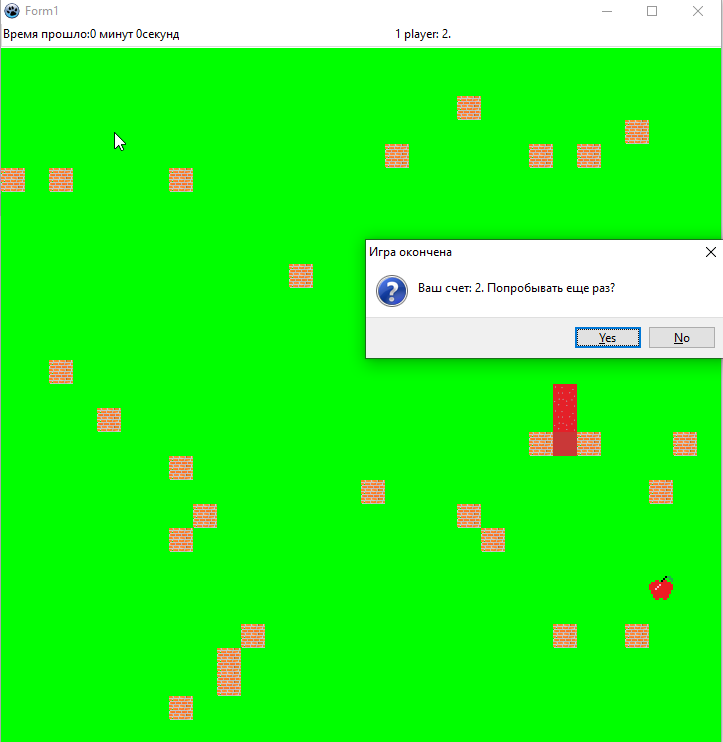 Form1
Время прошло:0 минут 0секунд 1 player: 2.
Игра окончена
Ваш счет: 2. Попробывать еще раз?
Yes No